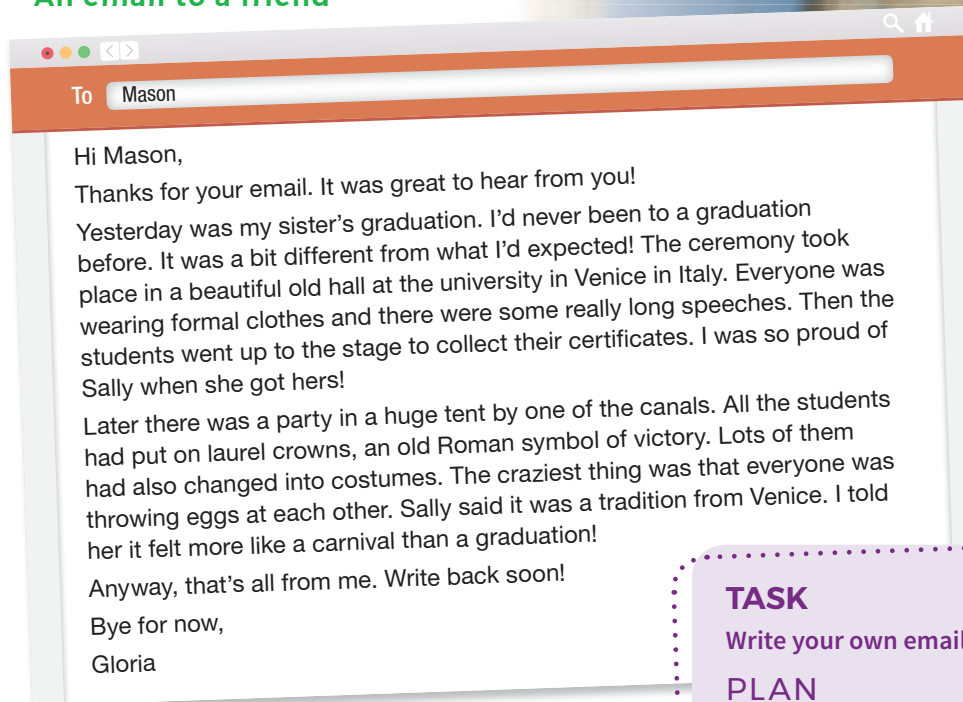 An email to a friend
To Mason
Hi Mason,
Thanks for your email. It was great to hear from you!
Yesterday was my sister's graduation. I'd never been to a graduation
before. It was a bit different from what I'd expected! The ceremony took
place in a beautiful old hall at the university in Venice in Italy. Everyone was
wearing formal clothes and there were some really long speeches. Then the
students went up to the stage to collect their certificates. I was so proud of
Sally when she got hers!
Later there was a party in a huge tent by one of the canals. All the students
had put on laurel crowns, an old Roman symbol of victory. Lots of them
had also changed into costumes. The craziest thing was that everyone was
throwing eggs at each other. Sally said it was a tradition from Venice. I told
her it felt more like a carnival than a graduation!
Anyway, that's all from me. Write back soon!
Bye for now,
Gloria
TASK
Write your own email
PLAN